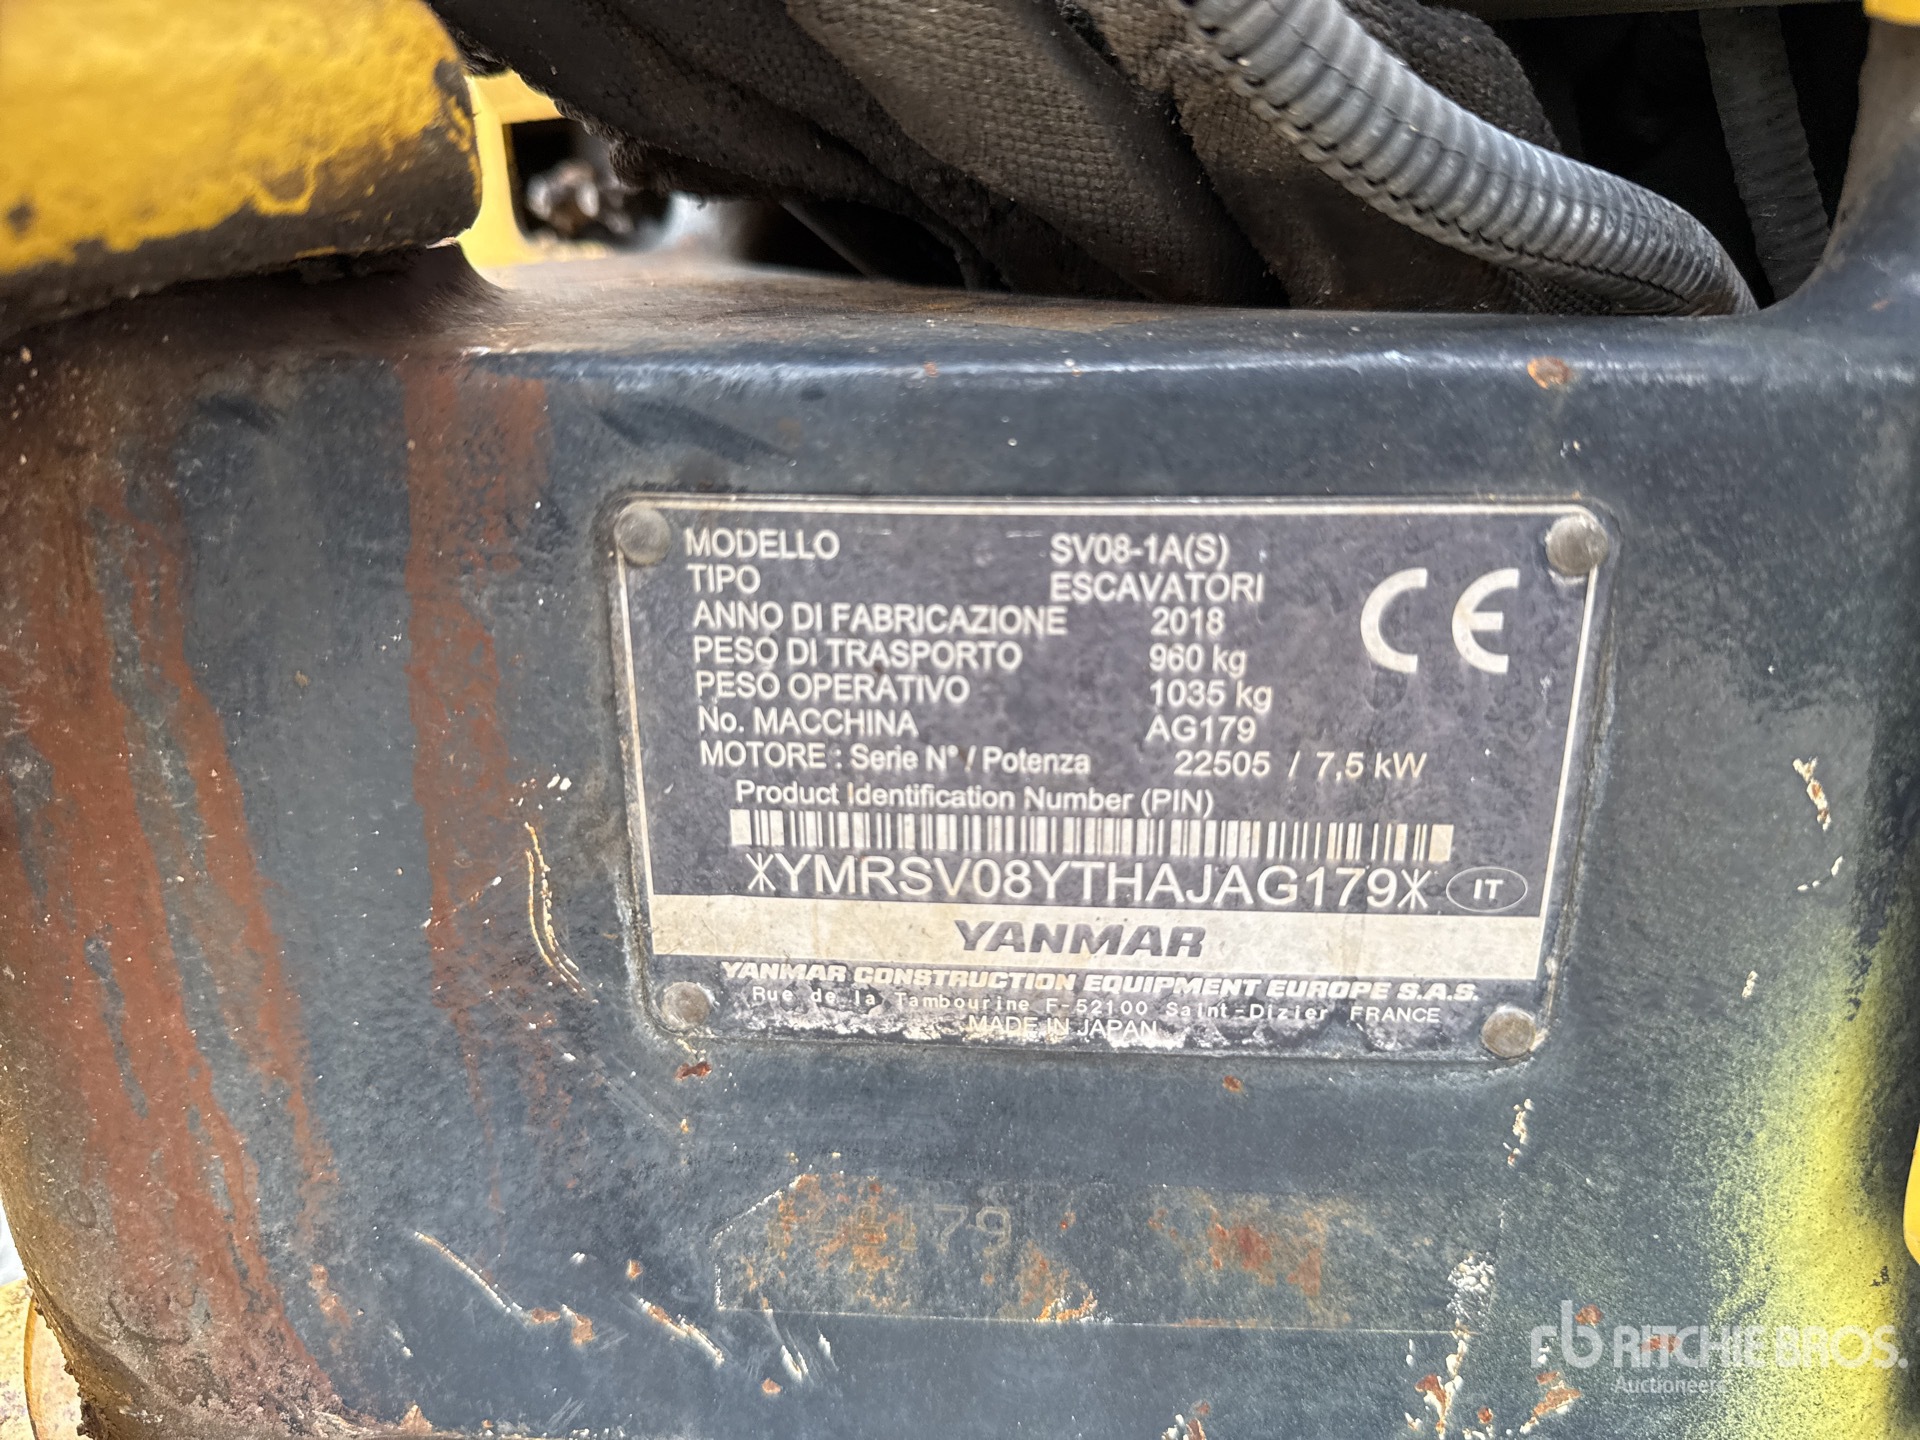 MODELLO SV08-1A(S)
TIPO ESCAVATORI
ANNO DI FABRICAZIONE 2018
PESO DI TRASPORTO 960 kg
PESO OPERATIVO 1035 kg
No. MACCHINA AG179
MOTORE : Serie N° / Potenza 22505 / 7,5 kW
CE
Product Identification Number (PIN)
*YMRSV08YTHAJAG179*
IT
YANMAR
YANMAR CONSTRUCTION EQUIPMENT EUROPE S.A.S.
Rue de la Tambourine F-52100 Saint-Dizier FRANCE
MADE IN JAPAN
179
rb RITCHIE BROS.
Auctioneers